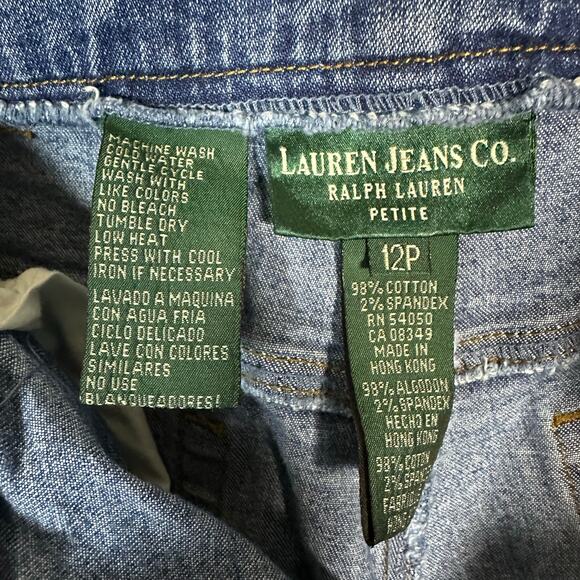 MACHINE WASH
COLD WATER
GENTLE CYCLE
WASH WITH
LIKE COLORS
NO BLEACH
TUMBLE DRY
LOW HEAT
PRESS WITH COOL
IRON IF NECESSARY
LAVADO A MAQUINA
CON AGUA FRIA
CICLO DELICADO
LAVE CON COLORES
SIMILARES
NO USE
BLANQUEADORES!
LAUREN JEANS CO.
RALPH LAUREN
PETITE
12P
98% COTTON
2% SPANDEX
RN 54050
CA 08349
MADE IN
HONG KONG
98% ALGODON
2% SPANDEX
HECHO EN
HONG KONG
98% COTON
2% SPANDEX